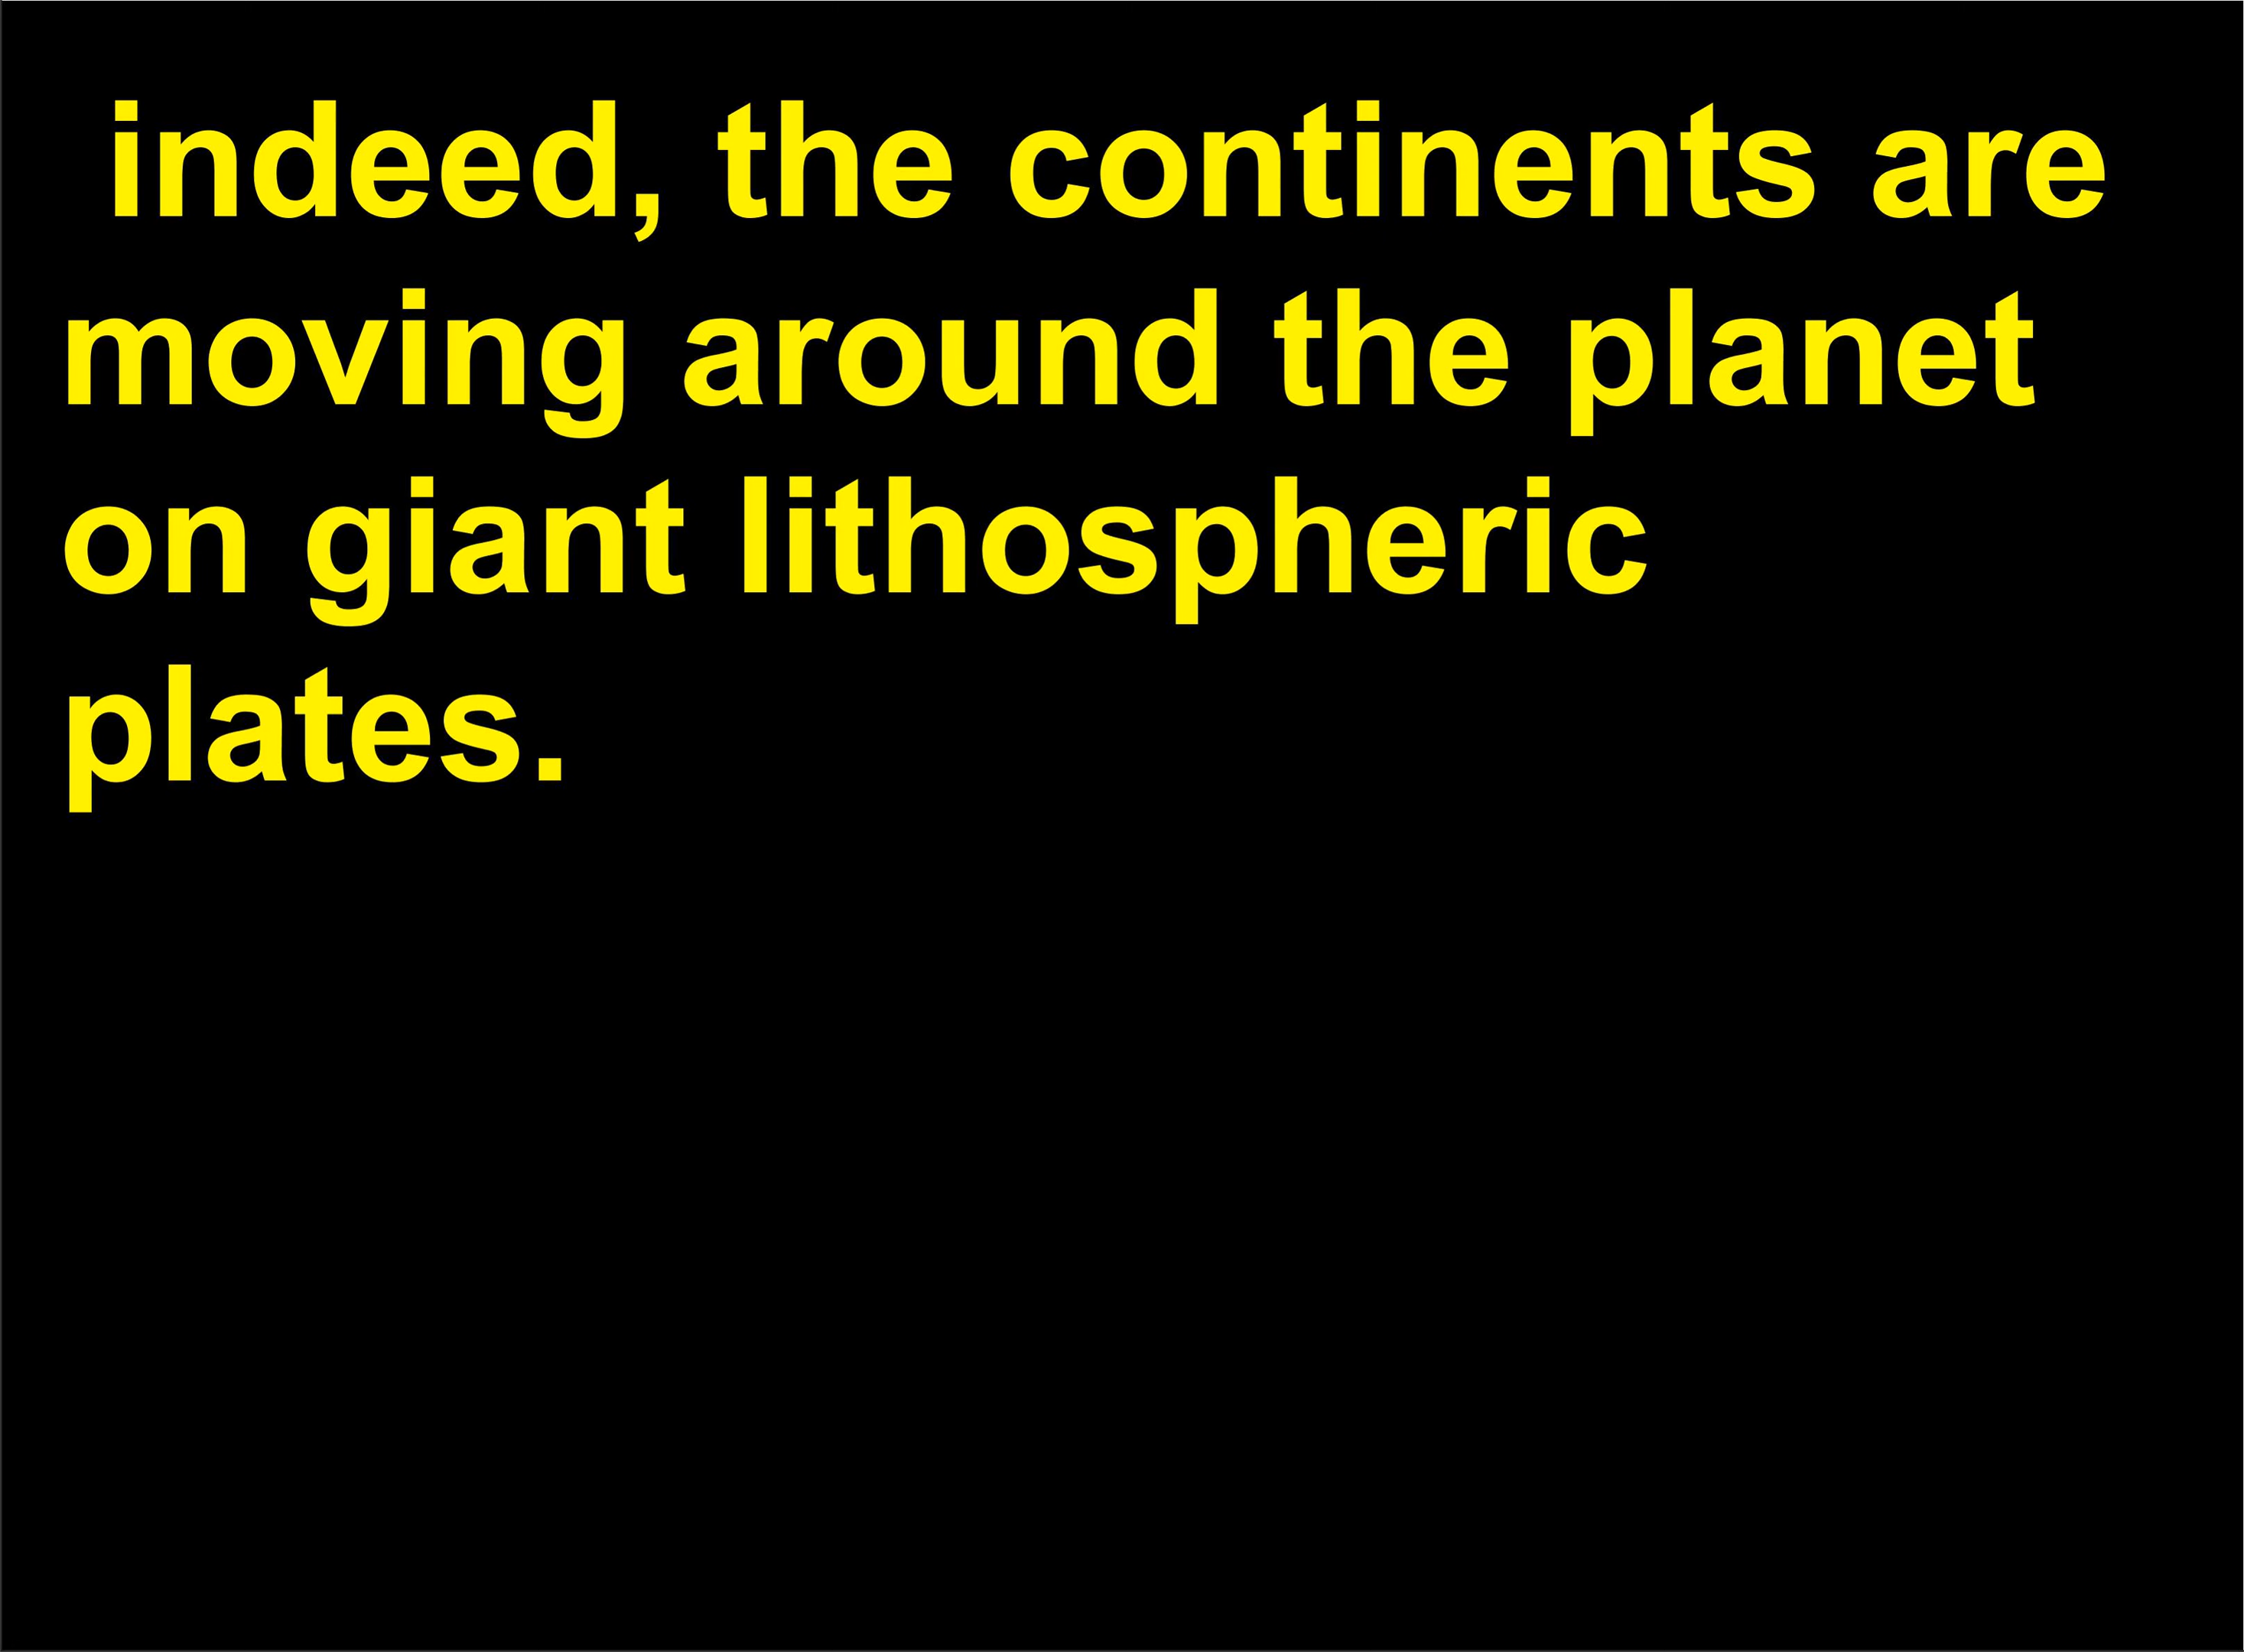 indeed, the continents are
moving around the planet
on giant lithospheric
plates.